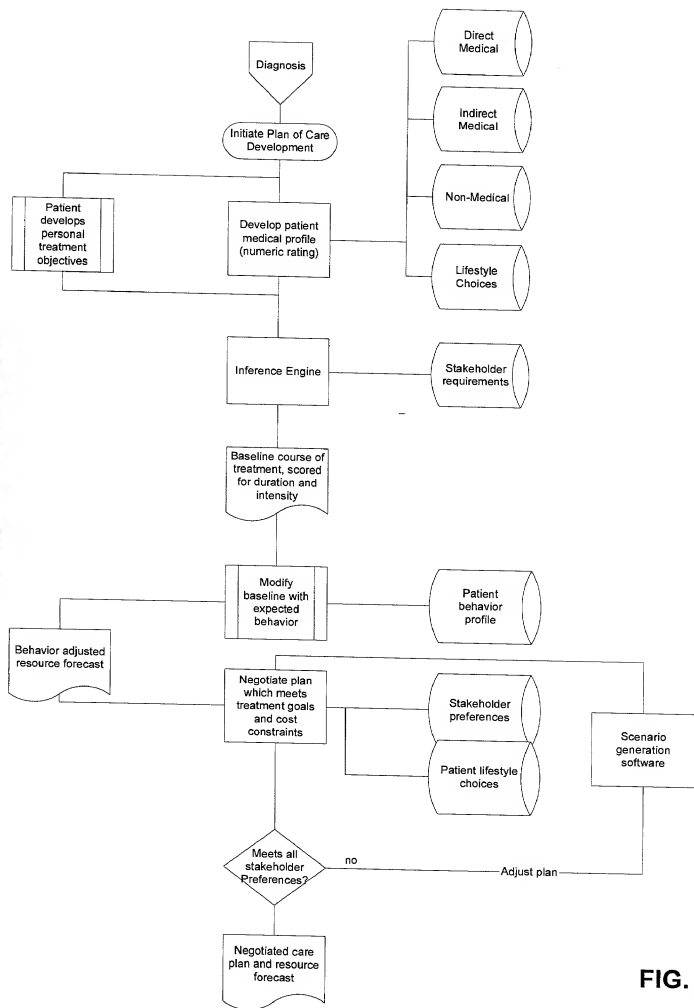 Diagnosis
Direct
Medical
Initiate Plan of Care
Development
Indirect
Medical
Patient
develops
personal
treatment
objectives
Develop patient
medical profile
(numeric rating)
Non-Medical
Lifestyle
Choices
Inference Engine
Stakeholder
requirements
Baseline course of
treatment, scored
for duration and
intensity
Modify
baseline with
expected
behavior
Patient
behavior
profile
Behavior adjusted
resource forecast
Negotiate plan
which meets
treatment goals
and cost
constraints
Stakeholder
preferences
Scenario
generation
software
Patient lifestyle
choices
Meets all
stakeholder
Preferences?
no
Adjust plan
Negotiated care
plan and resource
forecast
FIG.